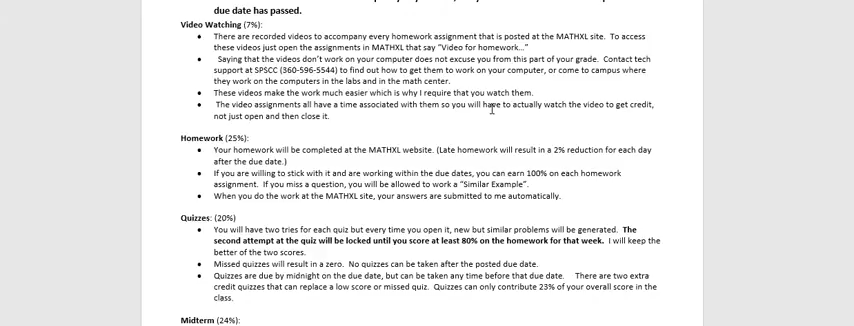 due date has passed.
Video Watching (7%):
• There are recorded videos to accompany every homework assignment that is posted at the MATHXL site. To access
these videos just open the assignments in MATHXL that say "Video for homework…"
• Saying that the videos don't work on your computer does not excuse you from this part of your grade. Contact tech
support at SPSCC (360-596-5544) to find out how to get them to work on your computer, or come to campus where
they work on the computers in the labs and in the math center.
• These videos make the work much easier which is why I require that you watch them.
• The video assignments all have a time associated with them so you will have to actually watch the video to get credit,
not just open and then close it.
Homework (25%):
• Your homework will be completed at the MATHXL website. (Late homework will result in a 2% reduction for each day
after the due date.)
• If you are willing to stick with it and are working within the due dates, you can earn 100% on each homework
assignment. If you miss a question, you will be allowed to work a "Similar Example".
• When you do the work at the MATHXL site, your answers are submitted to me automatically.
Quizzes: (20%)
• You will have two tries for each quiz but every time you open it, new but similar problems will be generated. The
second attempt at the quiz will be locked until you score at least 80% on the homework for that week. I will keep the
better of the two scores.
• Missed quizzes will result in a zero. No quizzes can be taken after the posted due date.
• Quizzes are due by midnight on the due date, but can be taken any time before that due date. There are two extra
credit quizzes that can replace a low score or missed quiz. Quizzes can only contribute 23% of your overall score in the
class.
Midterm (24%):